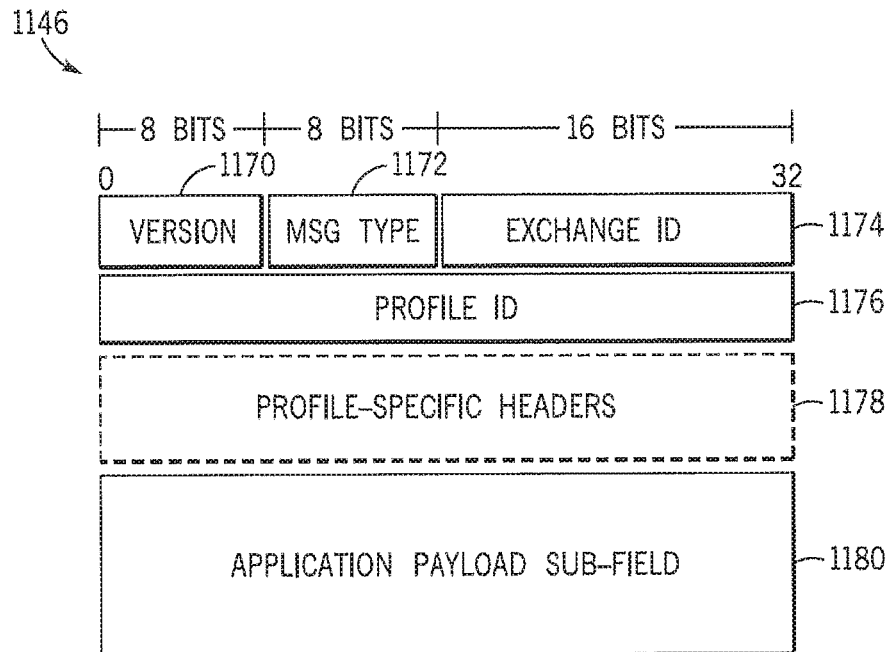 1146
8 BITS 8 BITS 16 BITS
0 1170 1172 32
VERSION MSG TYPE EXCHANGE ID 1174
PROFILE ID 1176
PROFILE-SPECIFIC HEADERS 1178
APPLICATION PAYLOAD SUB-FIELD 1180